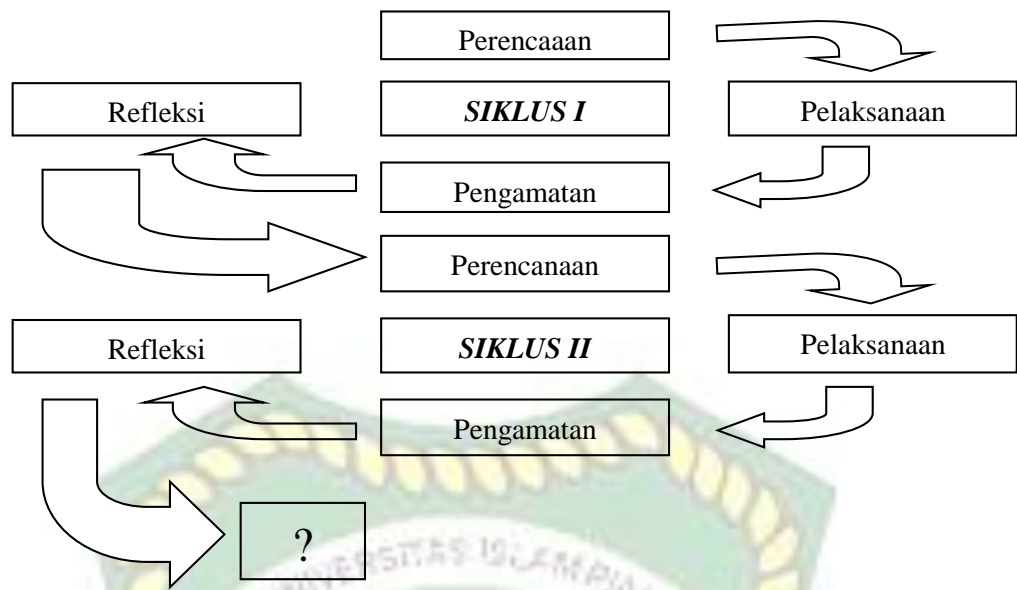 Perencaaan
Refleksi
SIKLUS I
Pelaksanaan
Pengamatan
Perencanaan
Refleksi
SIKLUS II
Pelaksanaan
Pengamatan
?